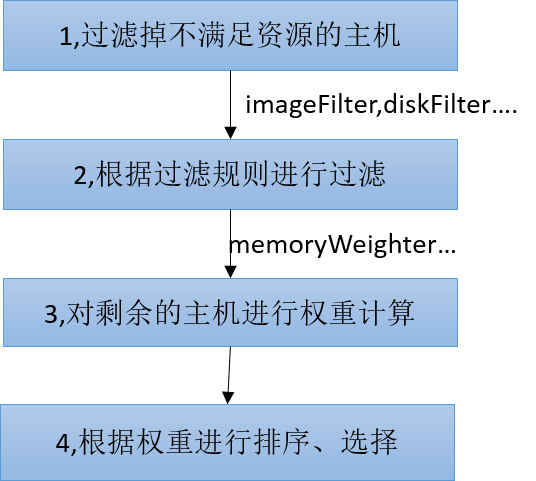 1,过滤掉不满足资源的主机
imageFilter,diskFilter….
2,根据过滤规则进行过滤
memoryWeighter…
3,对剩余的主机进行权重计算
4,根据权重进行排序、选择